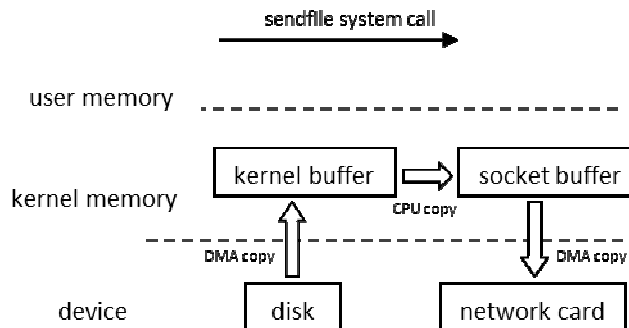 sendfile system call
user memory
kernel buffer
socket buffer
kernel memory
CPU copy
DMA copy
DMA copy
device
disk
network card